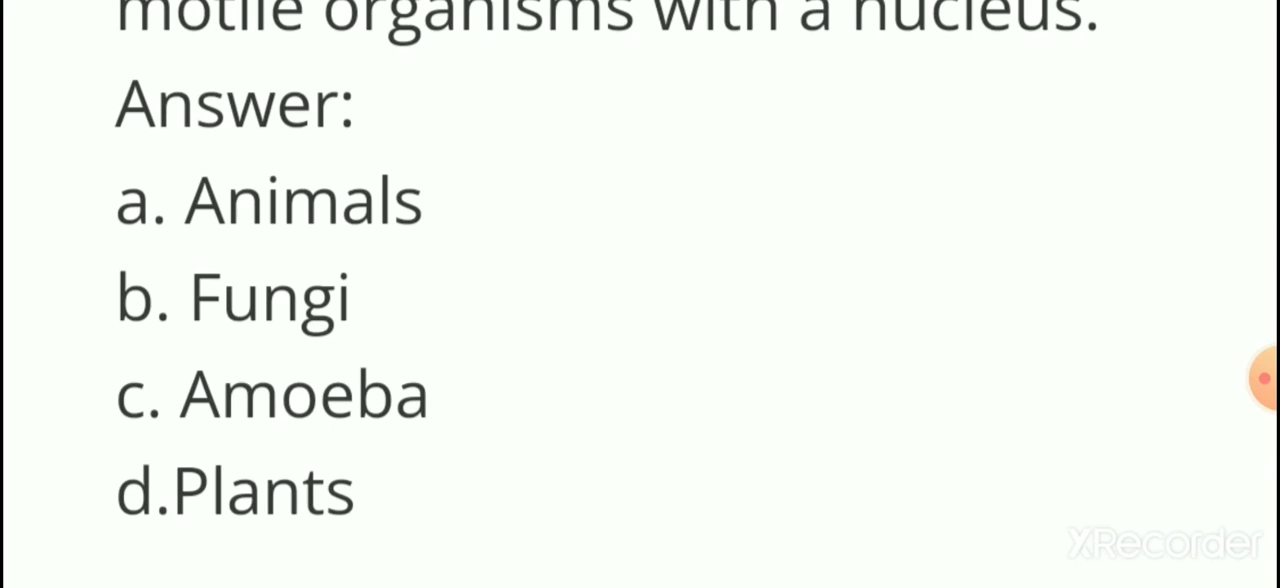 motile organisms with a nucleus.
Answer:
a. Animals
b. Fungi
c. Amoeba
d.Plants
XRecorder